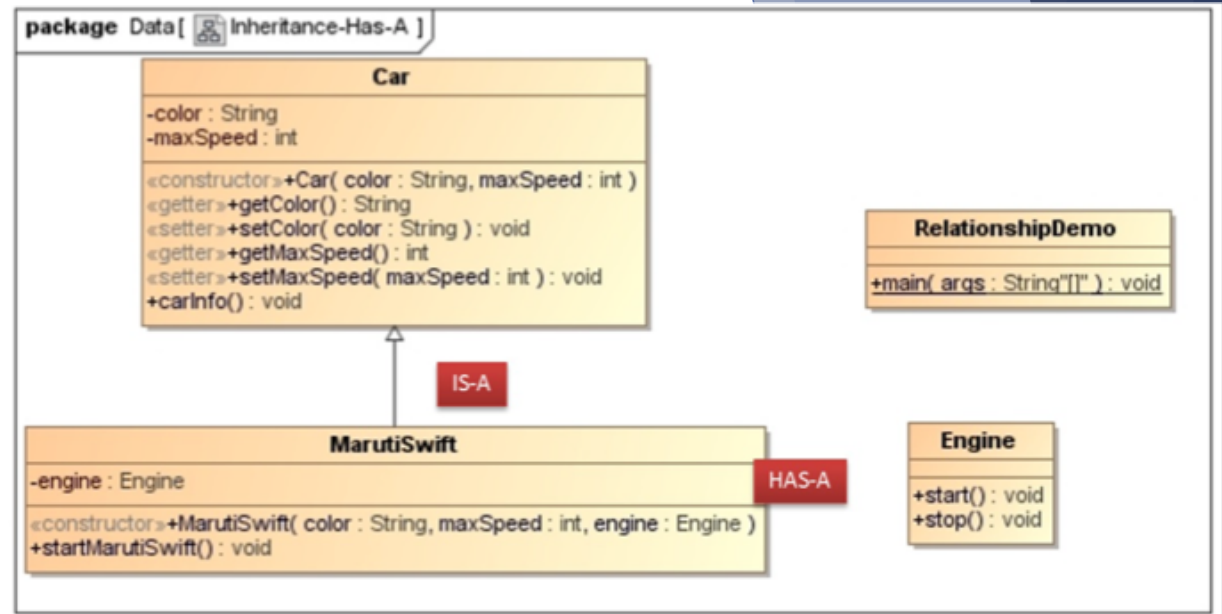 package Data[ Inheritance-Has-A ]
Car
-color : String
-maxSpeed : int
«constructor»+Car( color : String, maxSpeed : int )
«getter»+getColor() : String
«setter»+setColor( color : String ) : void
«getter»+getMaxSpeed() : int
«setter»+setMaxSpeed( maxSpeed : int ) : void
+carInfo() : void
RelationshipDemo
+main( args : String"[]" ) : void
IS-A
MarutiSwift
-engine : Engine
«constructor»+MarutiSwift( color : String, maxSpeed : int, engine : Engine )
+startMarutiSwift() : void
HAS-A
Engine
+start() : void
+stop() : void